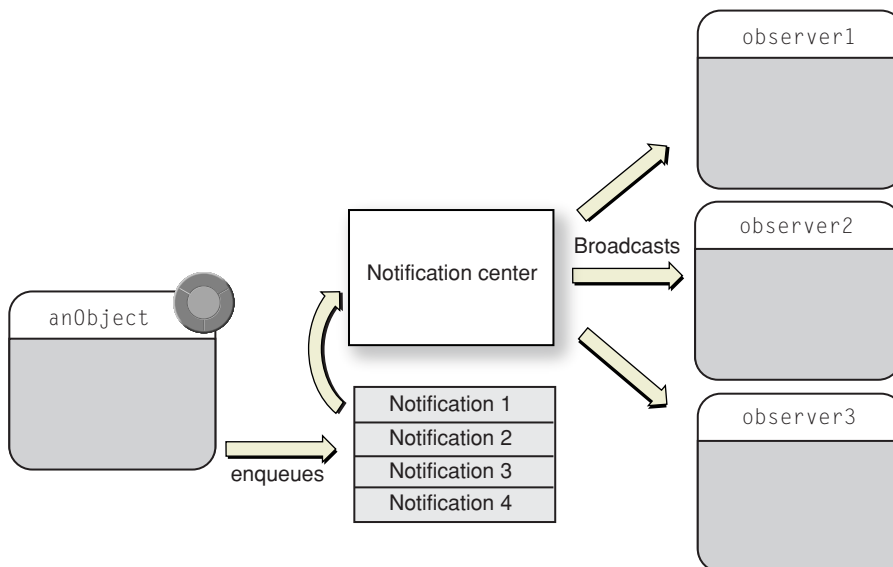 observer1
Broadcasts
observer2
Notification center
anObject
Notification 1
Notification 2
Notification 3
Notification 4
enqueues
observer3